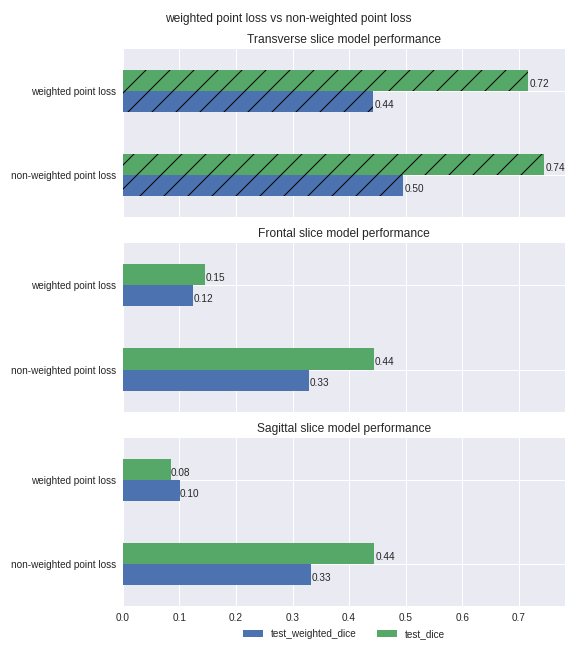 weighted point loss vs non-weighted point loss
Transverse slice model performance
weighted point loss
0.72
0.44
non-weighted point loss
0.74
0.50
Frontal slice model performance
weighted point loss
0.15
0.12
non-weighted point loss
0.44
0.33
Sagittal slice model performance
weighted point loss
0.08
0.10
non-weighted point loss
0.44
0.33
0.0 0.1 0.2 0.3 0.4 0.5 0.6 0.7
test_weighted_dice test_dice